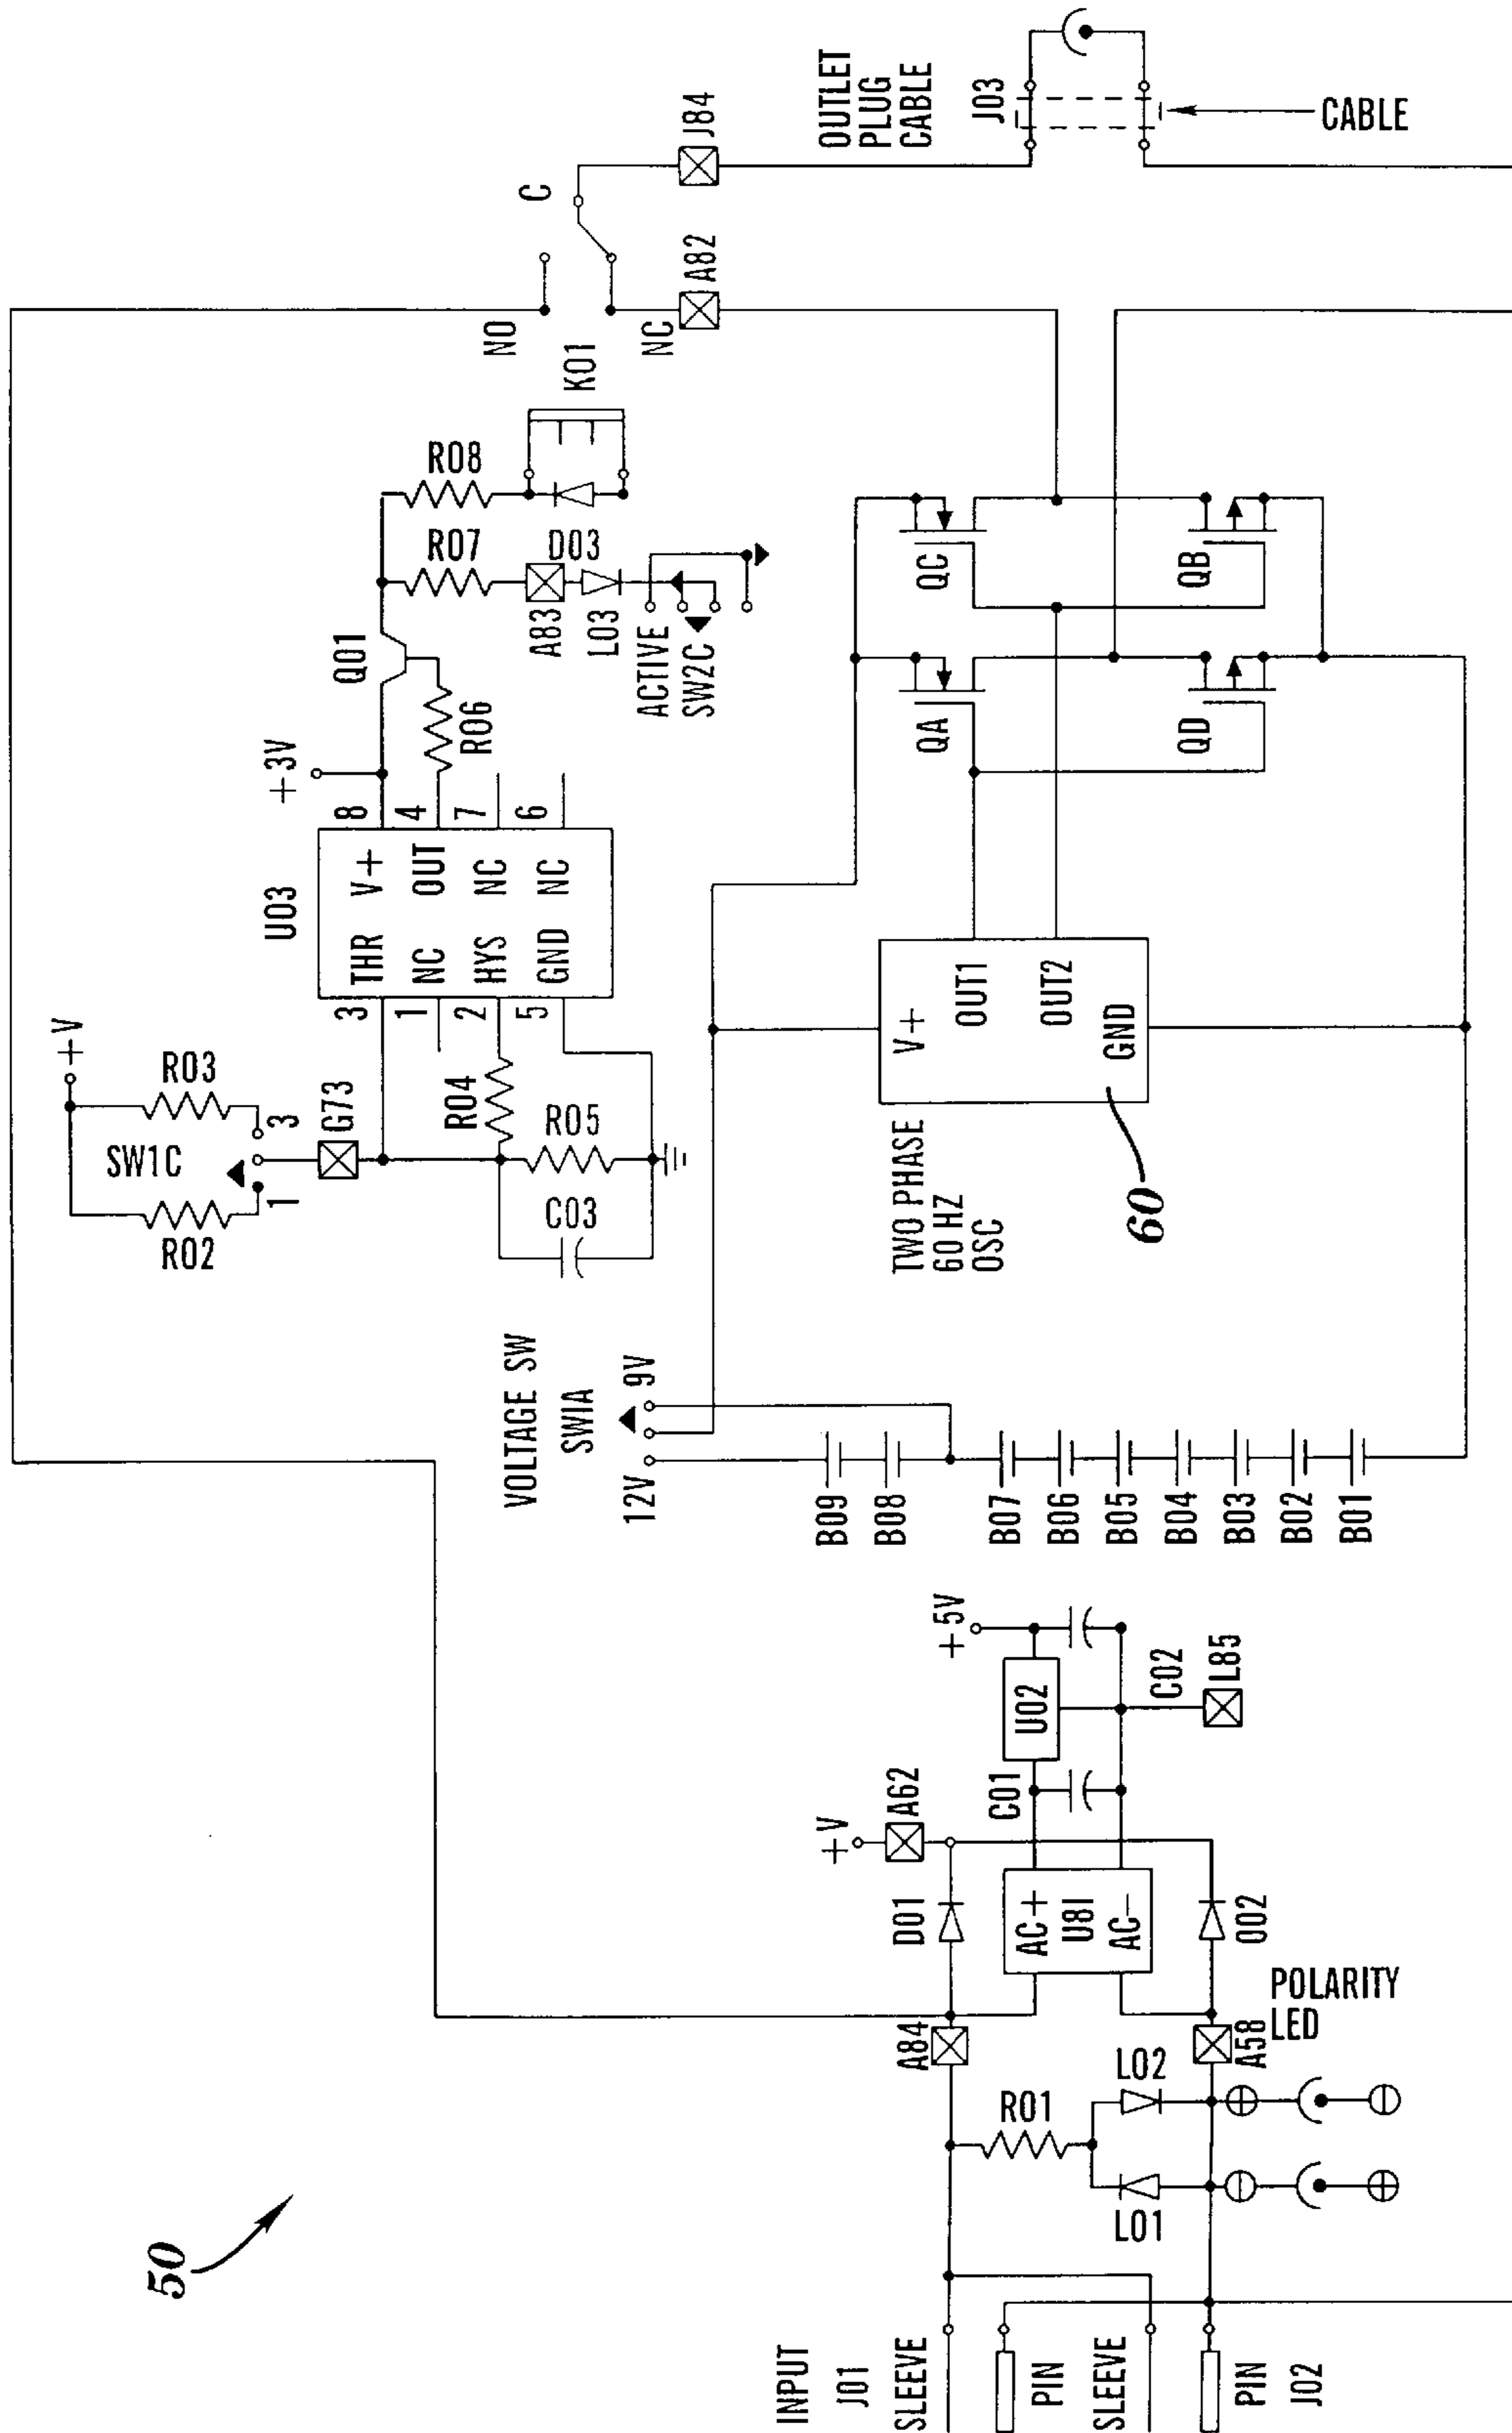 50
INPUT
J01
SLEEVE
PIN
SLEEVE
PIN
J02
L01
R01
L02
POLARITY
LED
A84
A58
D01
AC+
U8I
AC-
002
+V
A62
C01
U02
+5V
C02
L85
VOLTAGE SW
SW1A
12V
9V
B09
B08
B07
B06
B05
B04
B03
B02
B01
+V
R02
R03
SW1C
1
3
G73
C03
R05
R04
U03
3
THR
V+
8
1
NC
OUT
4
2
HYS
NC
7
5
GND
NC
6
+3V
Q01
R06
R07
R08
A83
D03
L03
ACTIVE
SW2C
K01
TWO PHASE
60 HZ
OSC
60
V+
OUT1
OUT2
GND
QA
QC
QD
QB
NO
NC
C
A82
J84
OUTLET
PLUG
CABLE
J03
CABLE